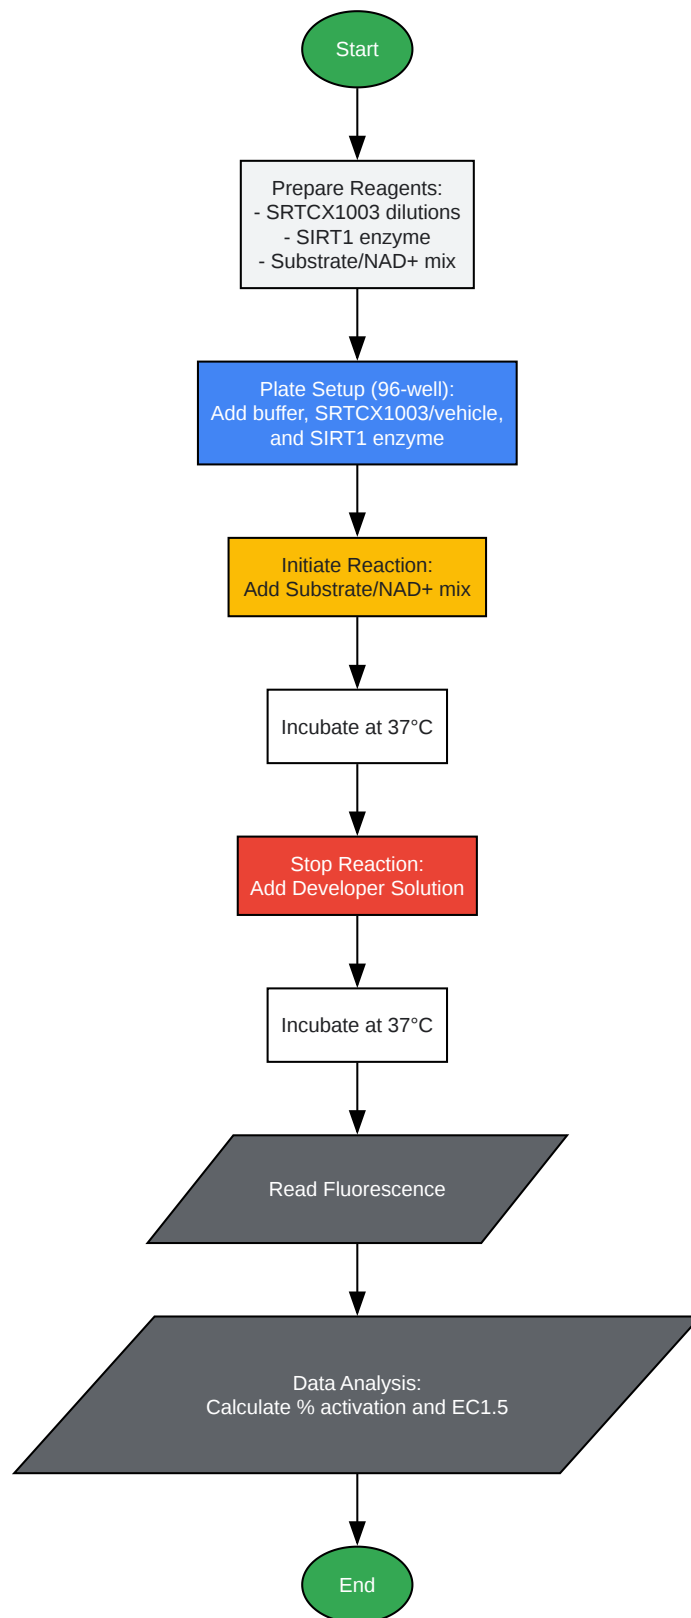 Start
Prepare Reagents:
- SRTCX1003 dilutions
- SIRT1 enzyme
- Substrate/NAD+ mix
Plate Setup (96-well):
Add buffer, SRTCX1003/vehicle,
and SIRT1 enzyme
Initiate Reaction:
Add Substrate/NAD+ mix
Incubate at 37°C
Stop Reaction:
Add Developer Solution
Incubate at 37°C
Read Fluorescence
Data Analysis:
Calculate % activation and EC1.5
End